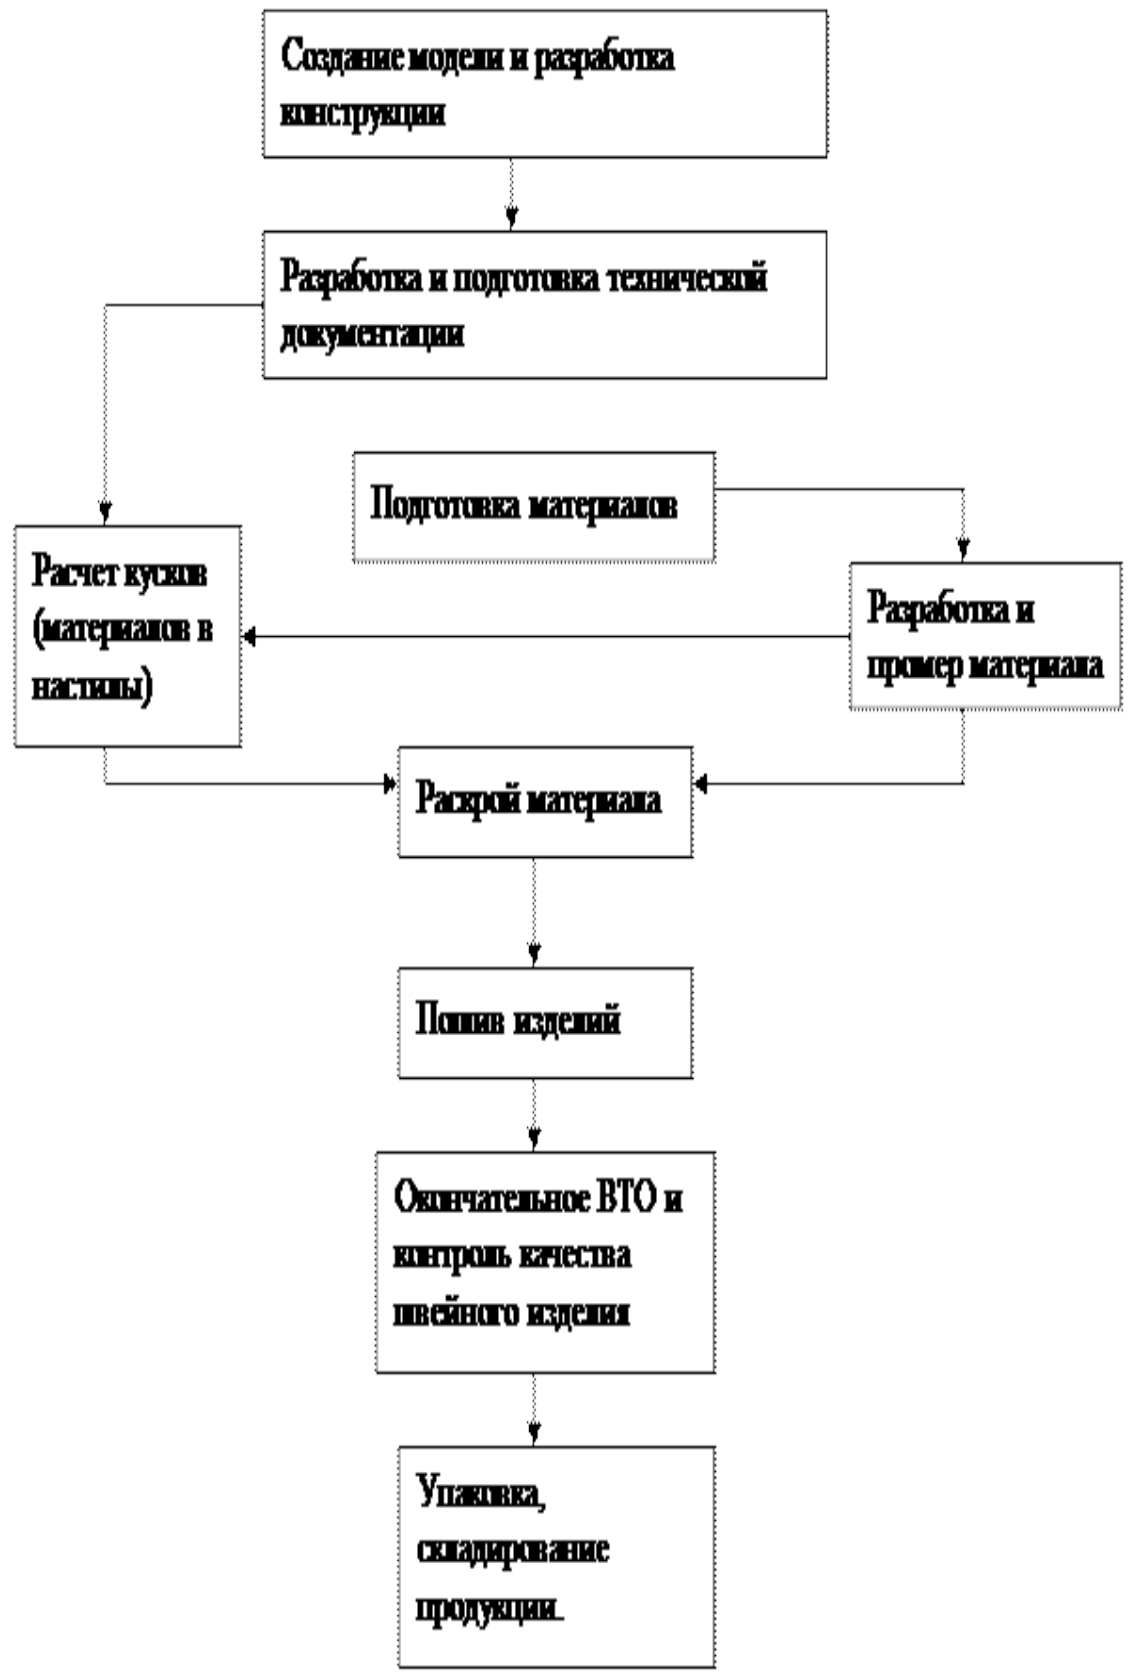 Создание модели и разработка
конструкции
Разработка и подготовка технической
документации
Подготовка материалов
Расчет кусков
(материалов в
настилы)
Разработка и
промер материала
Раскрой материала
Пошив изделий
Окончательное ВТО и
контроль качества
швейного изделия
Упаковка,
складирование
продукции.